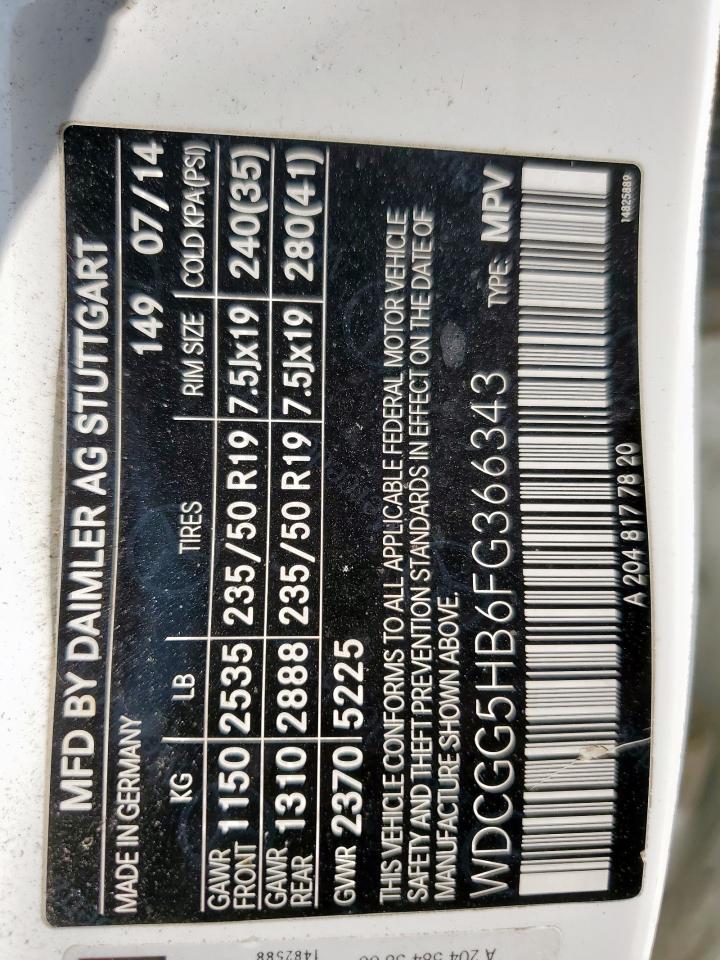 MFD BY DAIMLER AG STUTTGART
MADE IN GERMANY 149 07/14
KG LB TIRES RIM SIZE COLD KPA(PSI)
GAWR FRONT 1150 2535 235/50 R19 7.5Jx19 240(35)
GAWR REAR 1310 2888 235/50 R19 7.5Jx19 280(41)
GVWR 2370 5225
THIS VEHICLE CONFORMS TO ALL APPLICABLE FEDERAL MOTOR VEHICLE
SAFETY AND THEFT PREVENTION STANDARDS IN EFFECT ON THE DATE OF
MANUFACTURE SHOWN ABOVE.
WDCGG5HB6FG366343 TYPE: MPV
A 204 817 78 20 14825889